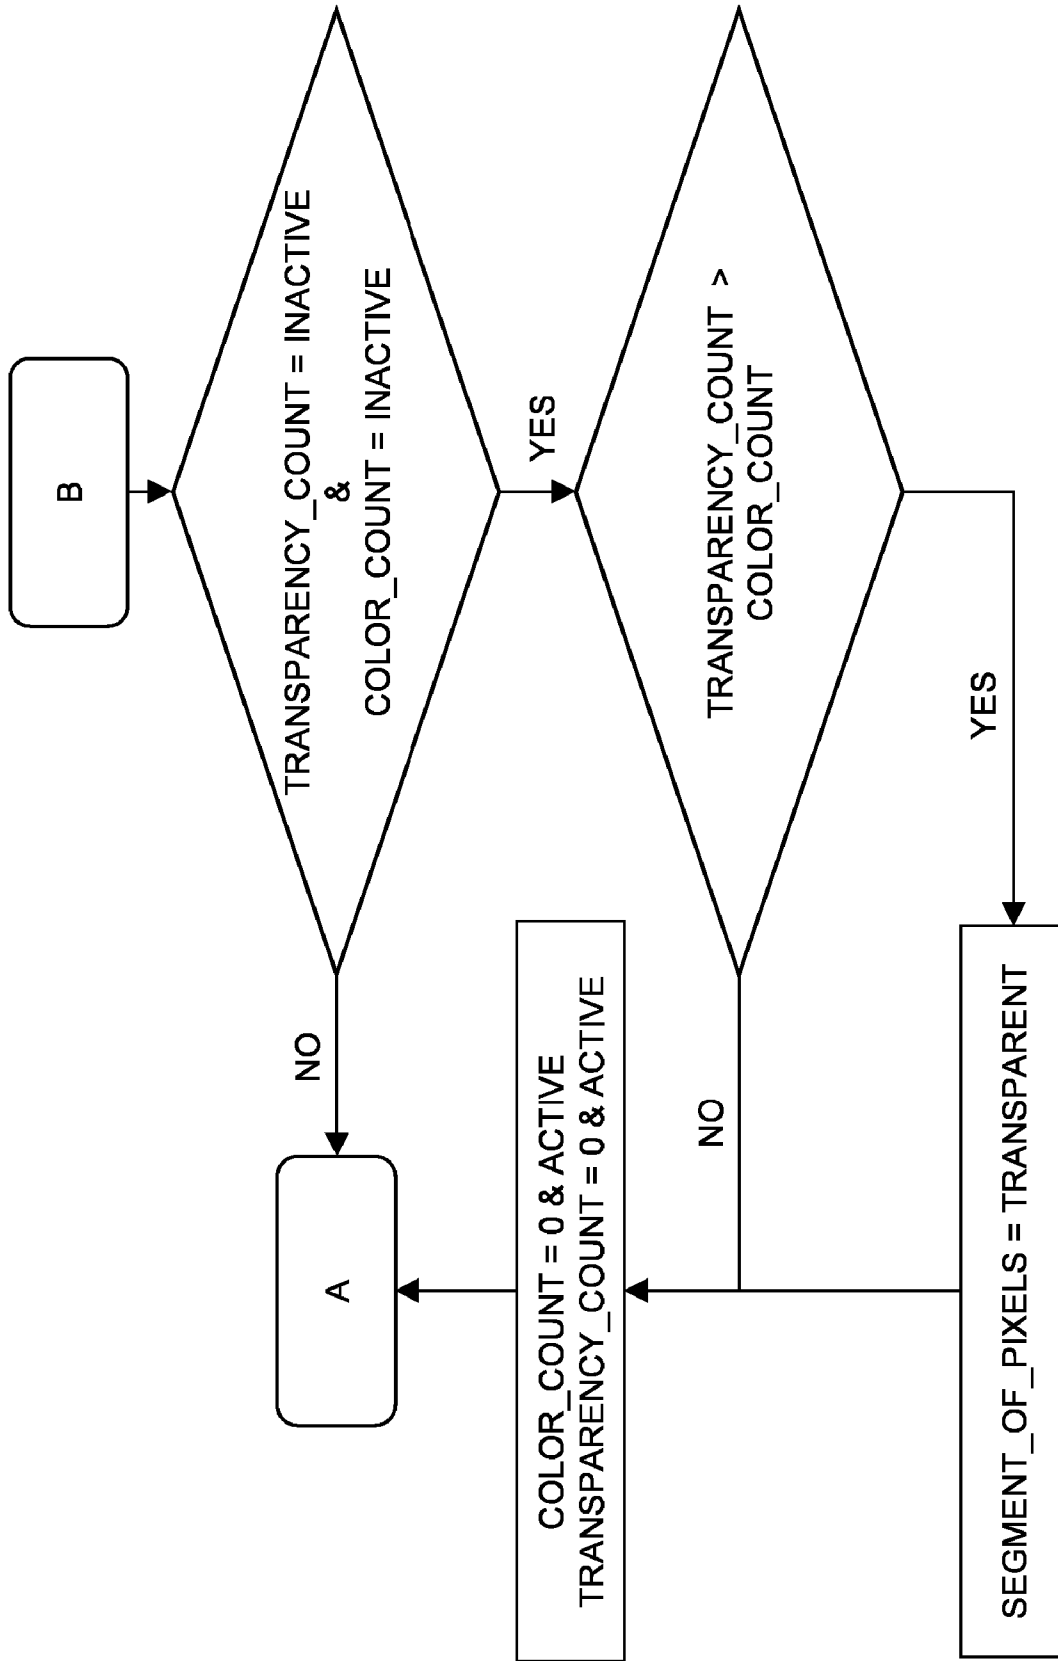 B
TRANSPARENCY_COUNT = INACTIVE
&
COLOR_COUNT = INACTIVE
NO
YES
A
TRANSPARENCY_COUNT >
COLOR_COUNT
NO
YES
COLOR_COUNT = 0 & ACTIVE
TRANSPARENCY_COUNT = 0 & ACTIVE
SEGMENT_OF_PIXELS = TRANSPARENT